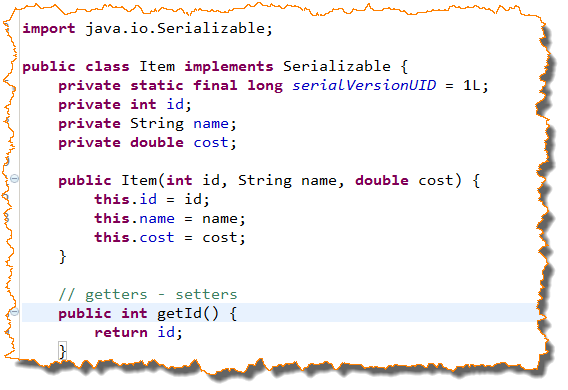 import java.io.Serializable;
public class Item implements Serializable {
private static final long serialVersionUID = 1L;
private int id;
private String name;
private double cost;
public Item(int id, String name, double cost) {
this.id = id;
this.name = name;
this.cost = cost;
}
// getters - setters
public int getId() {
return id;
}